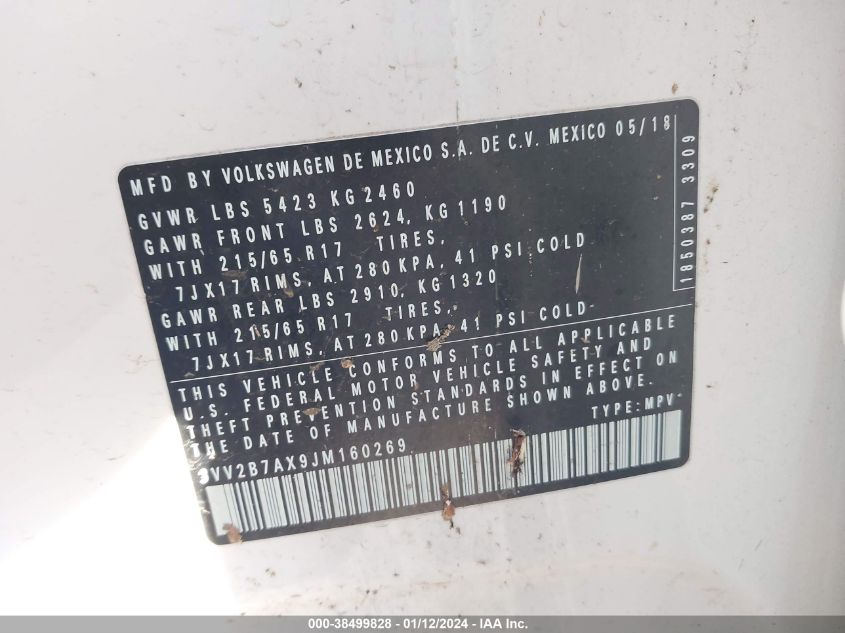 MFD BY VOLKSWAGEN DE MEXICO S.A. DE C.V. MEXICO 05/18
GVWR LBS 5423 KG 2460
GAWR FRONT LBS 2624, KG 1190
WITH 215/65 R17 TIRES,
7JX17 RIMS, AT 280 KPA, 41 PSI COLD
GAWR REAR LBS 2910, KG 1320
WITH 215/65 R17 TIRES,
7JX17 RIMS, AT 280 KPA, 41 PSI COLD-
THIS VEHICLE CONFORMS TO ALL APPLICABLE
U.S. FEDERAL MOTOR VEHICLE SAFETY AND
THEFT PREVENTION STANDARDS IN EFFECT ON
THE DATE OF MANUFACTURE SHOWN ABOVE.
TYPE: MPV-
3VV2B7AX9JM160269
1850387 3309
000-38499828 - 01/12/2024 - IAA Inc.